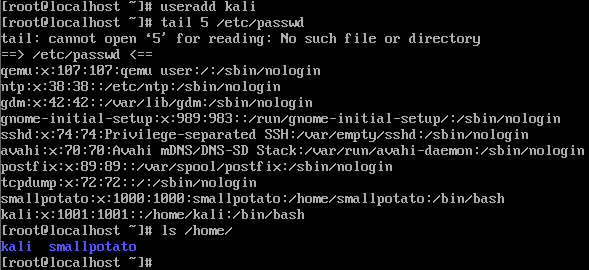 [root@localhost ~]# useradd kali
[root@localhost ~]# tail 5 /etc/passwd
tail: cannot open ‘5’ for reading: No such file or directory
==> /etc/passwd <==
qemu:x:107:107:qemu user:/:/sbin/nologin
ntp:x:38:38::/etc/ntp:/sbin/nologin
gdm:x:42:42::/var/lib/gdm:/sbin/nologin
gnome-initial-setup:x:989:983::/run/gnome-initial-setup/:/sbin/nologin
sshd:x:74:74:Privilege-separated SSH:/var/empty/sshd:/sbin/nologin
avahi:x:70:70:Avahi mDNS/DNS-SD Stack:/var/run/avahi-daemon:/sbin/nologin
postfix:x:89:89::/var/spool/postfix:/sbin/nologin
tcpdump:x:72:72::/:/sbin/nologin
smallpotato:x:1000:1000:smallpotato:/home/smallpotato:/bin/bash
kali:x:1001:1001::/home/kali:/bin/bash
[root@localhost ~]# ls /home/
kali  smallpotato
[root@localhost ~]#